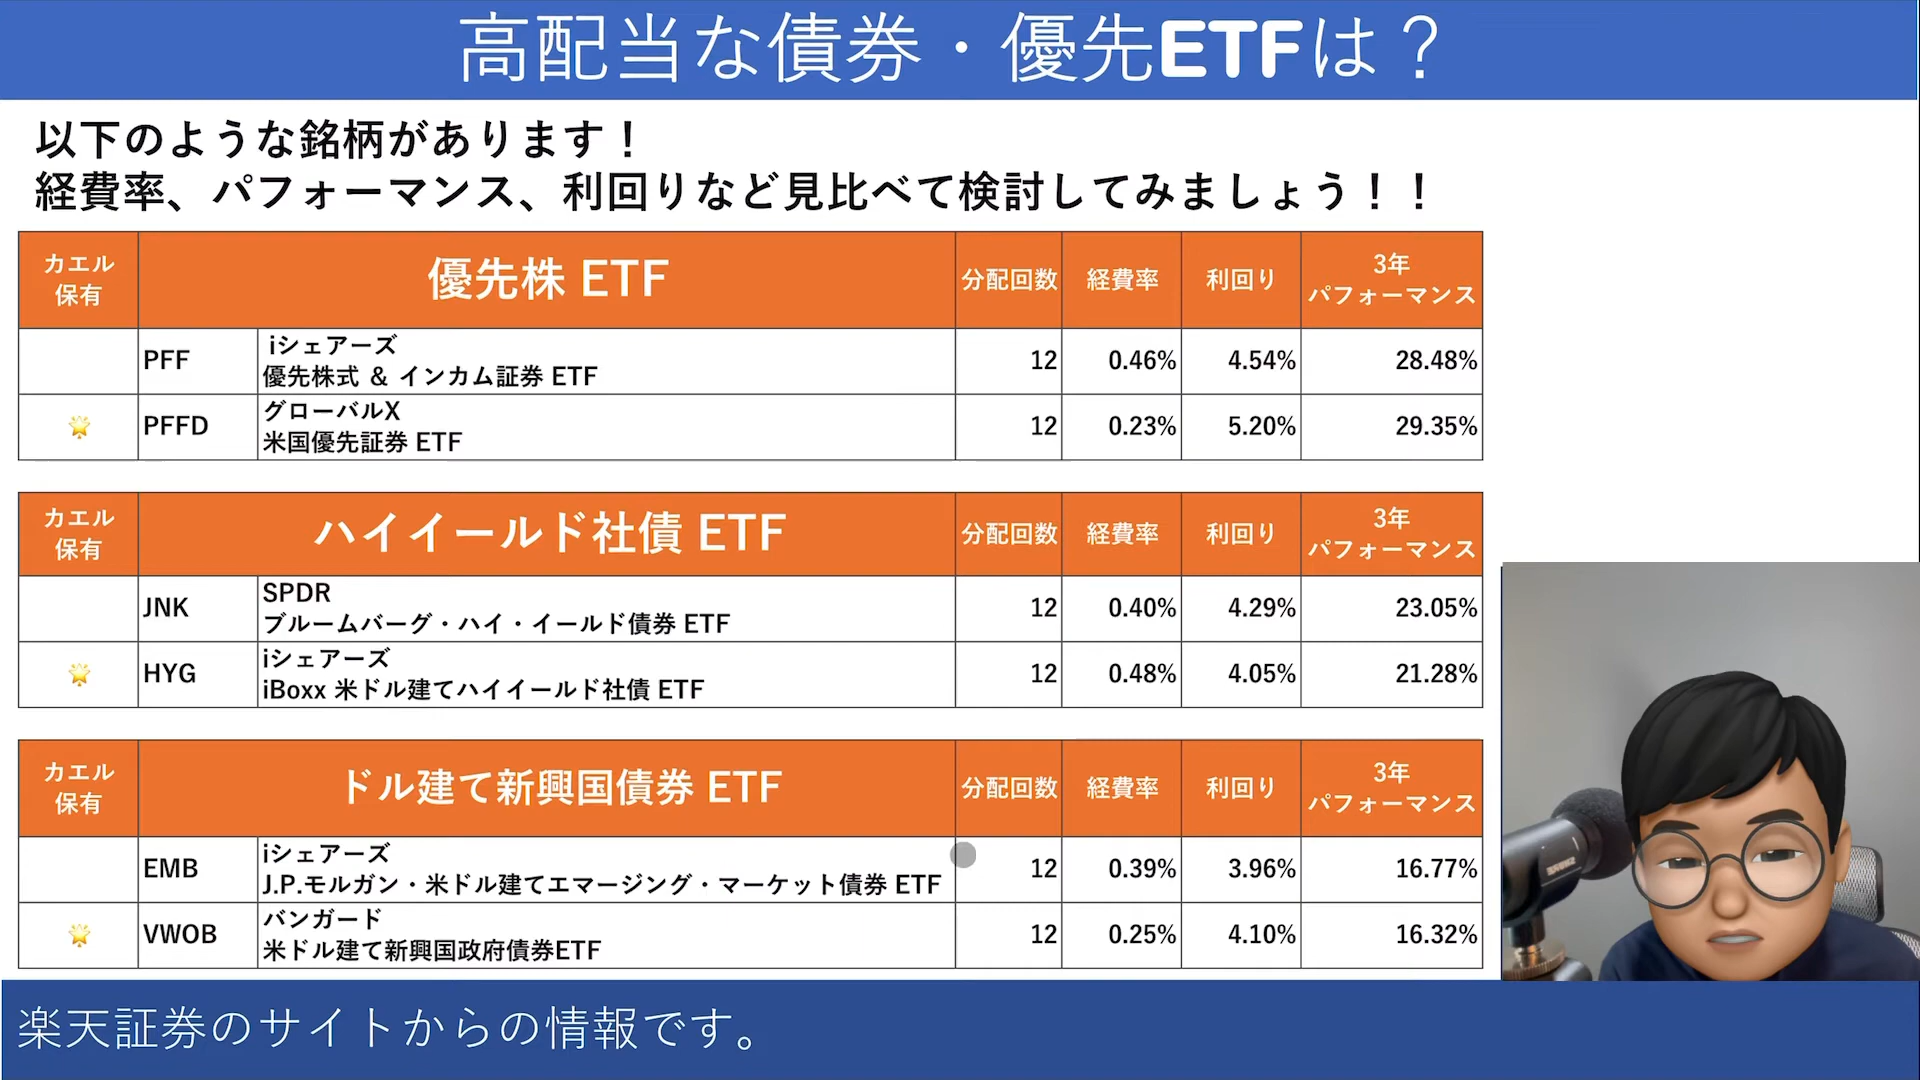 高配当な債券・優先ETFは？
以下のような銘柄があります！
経費率、パフォーマンス、利回りなど見比べて検討してみましょう！！
カエル
保有
優先株 ETF
分配回数
経費率
利回り
3年
パフォーマンス
PFF
iシェアーズ
優先株式 ＆ インカム証券 ETF
12
0.46%
4.54%
28.48%
PFFD
グローバルX
米国優先証券 ETF
12
0.23%
5.20%
29.35%
カエル
保有
ハイイールド社債 ETF
分配回数
経費率
利回り
3年
パフォーマンス
JNK
SPDR
ブルームバーグ・ハイ・イールド債券 ETF
12
0.40%
4.29%
23.05%
HYG
iシェアーズ
iBoxx 米ドル建てハイイールド社債 ETF
12
0.48%
4.05%
21.28%
カエル
保有
ドル建て新興国債券 ETF
分配回数
経費率
利回り
3年
パフォーマンス
EMB
iシェアーズ
J.P.モルガン・米ドル建てエマージング・マーケット債券 ETF
12
0.39%
3.96%
16.77%
VWOB
バンガード
米ドル建て新興国政府債券ETF
12
0.25%
4.10%
16.32%
楽天証券のサイトからの情報です。